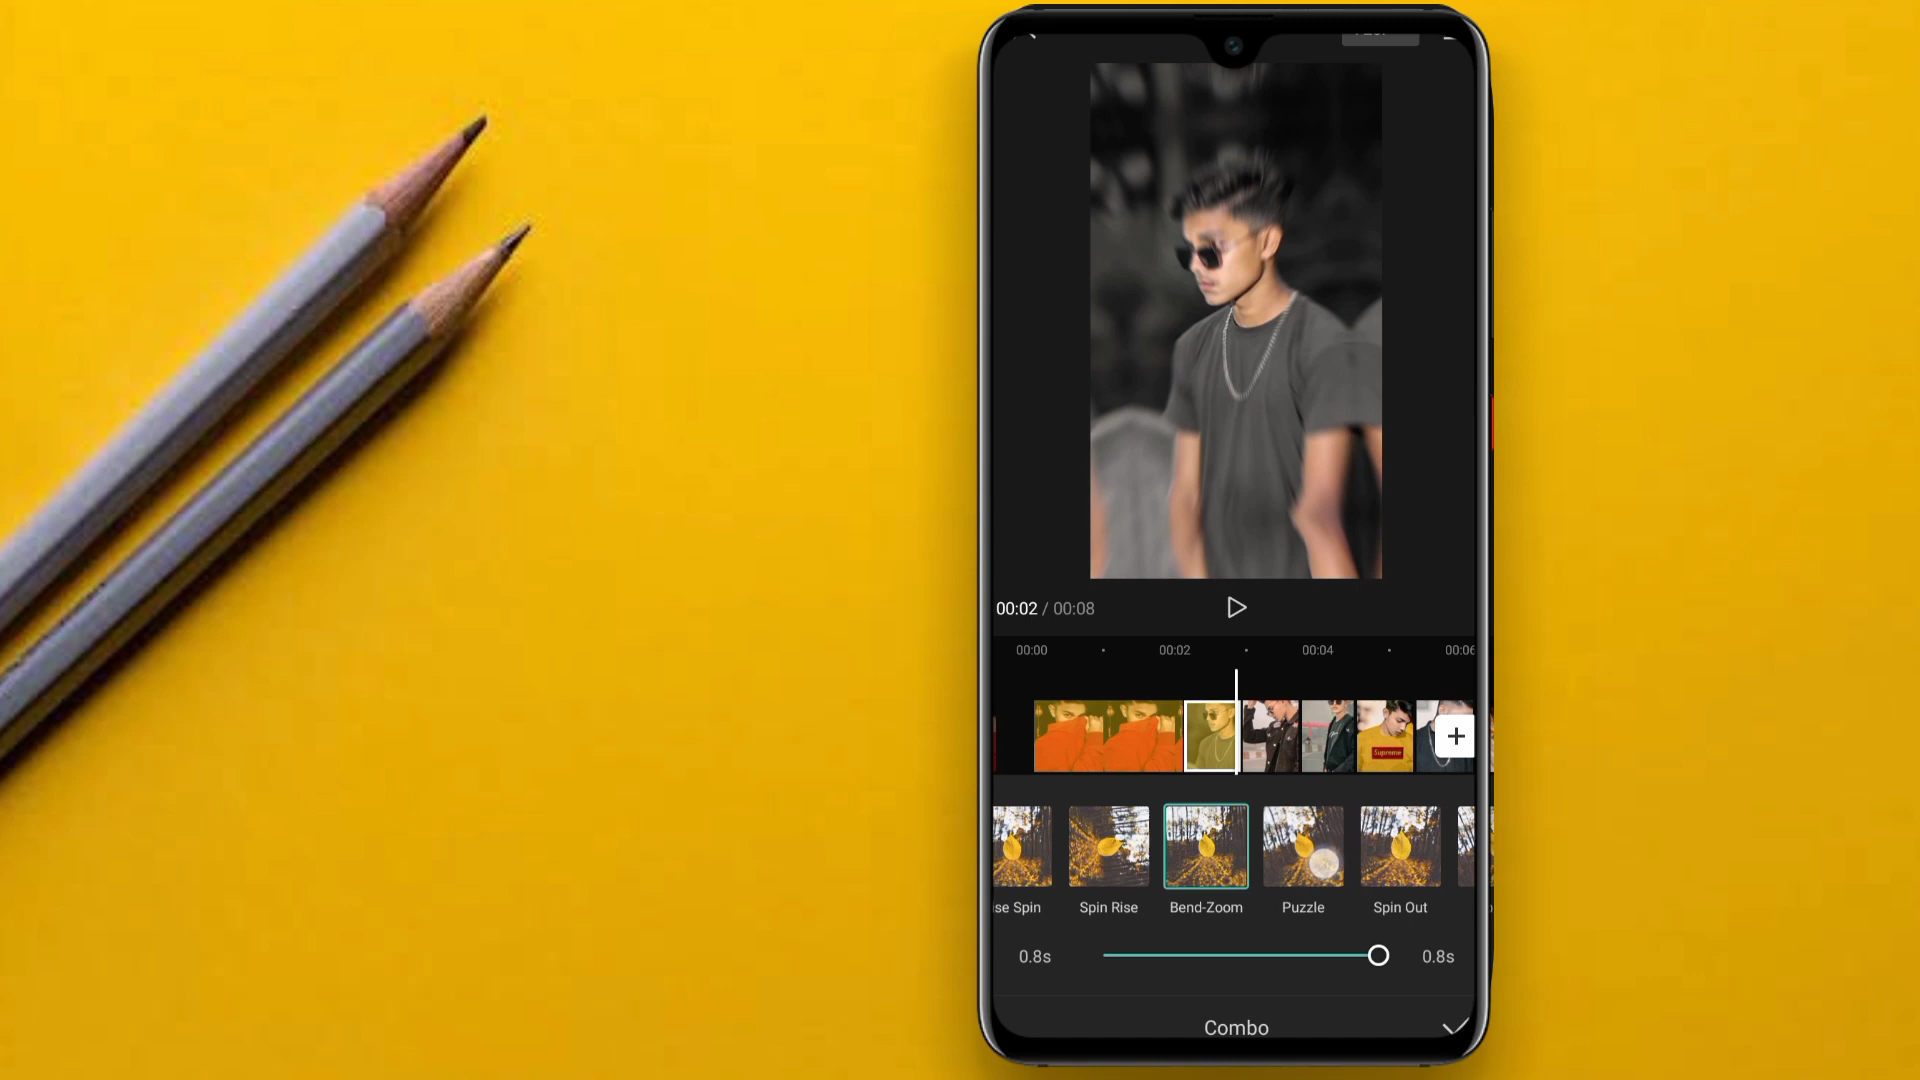 00:02 / 00:08
00:00 00:02 00:04 00:06
Supreme
+
se Spin Spin Rise Bend-Zoom Puzzle Spin Out
0.8s 0.8s
Combo